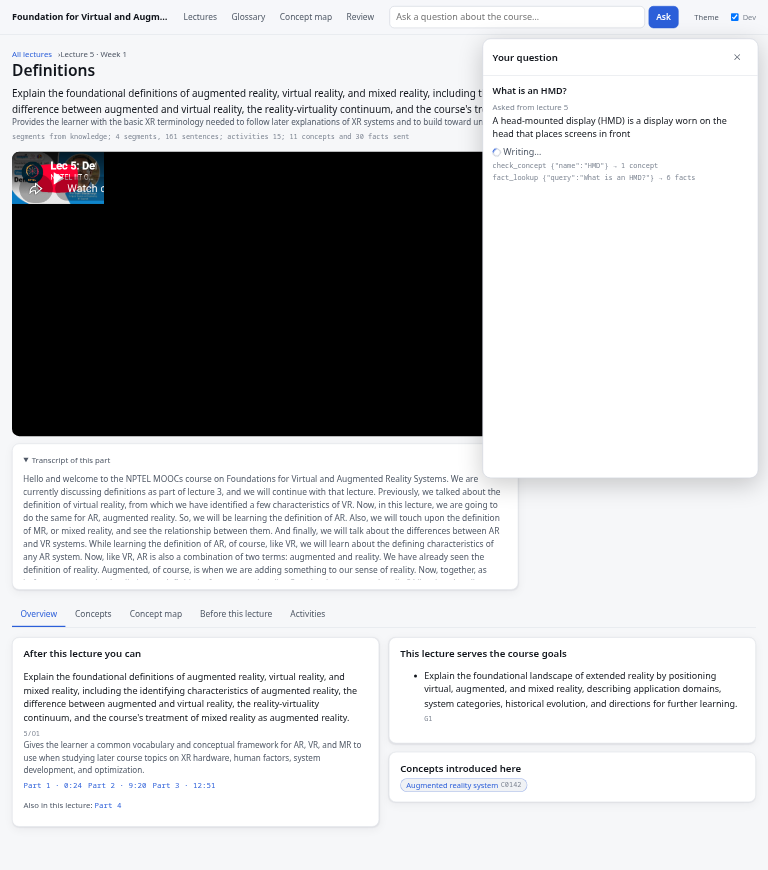 Foundation for Virtual and Augm...
Lectures
Glossary
Concept map
Review
Ask a question about the course...
Ask
Theme
Dev
All lectures ›Lecture 5 · Week 1
Definitions
Explain the foundational definitions of augmented reality, virtual reality, and mixed reality, including t
difference between augmented and virtual reality, the reality-virtuality continuum, and the course's tr
Provides the learner with the basic XR terminology needed to follow later explanations of XR systems and to build toward un
segments from knowledge; 4 segments, 161 sentences; activities 15; 11 concepts and 30 facts sent
Lec 5: De
Watch c
Your question
×
What is an HMD?
Asked from lecture 5
A head-mounted display (HMD) is a display worn on the
head that places screens in front
Writing...
check_concept {"name":"HMD"} → 1 concept
fact_lookup {"query":"What is an HMD?"} → 6 facts
▼ Transcript of this part
Hello and welcome to the NPTEL MOOCs course on Foundations for Virtual and Augmented Reality Systems. We are
currently discussing definitions as part of lecture 3, and we will continue with that lecture. Previously, we talked about the
definition of virtual reality, from which we have identified a few characteristics of VR. Now, in this lecture, we are going to
do the same for AR, augmented reality. So, we will be learning the definition of AR. Also, we will touch upon the definition
of MR, or mixed reality, and see the relationship between them. And finally, we will talk about the differences between AR
and VR systems. While learning the definition of AR, of course, like VR, we will learn about the defining characteristics of
any AR system. Now, like VR, AR is also a combination of two terms: augmented and reality. We have already seen the
definition of reality. Augmented, of course, is when we are adding something to our sense of reality. Now, together, as
Overview
Concepts
Concept map
Before this lecture
Activities
After this lecture you can
Explain the foundational definitions of augmented reality, virtual reality, and
mixed reality, including the identifying characteristics of augmented reality, the
difference between augmented and virtual reality, the reality-virtuality
continuum, and the course's treatment of mixed reality as augmented reality.
5/O1
Gives the learner a common vocabulary and conceptual framework for AR, VR, and MR to
use when studying later course topics on XR hardware, human factors, system
development, and optimization.
Part 1 · 0:24 Part 2 · 9:20 Part 3 · 12:51
Also in this lecture: Part 4
This lecture serves the course goals
• Explain the foundational landscape of extended reality by positioning
virtual, augmented, and mixed reality, describing application domains,
system categories, historical evolution, and directions for further learning.
G1
Concepts introduced here
Augmented reality system C0142